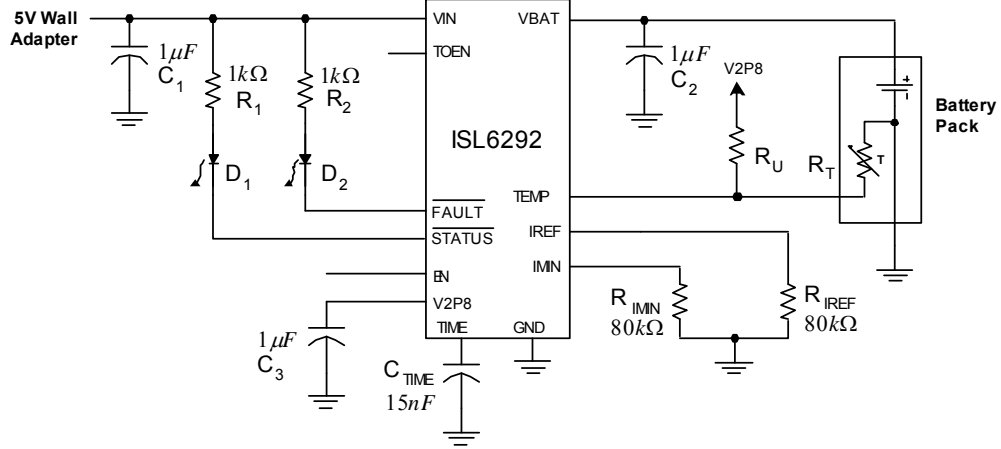 5V Wall
Adapter
VIN
VBAT
TOEN
1μF
C1
1kΩ
R1
1kΩ
R2
1μF
C2
V2P8
Battery
Pack
ISL6292
RU
RT
T
D1
D2
TEMP
FAULT
STATUS
IREF
IMIN
EN
V2P8
TIME
GND
RIMIN
80kΩ
RIREF
80kΩ
1μF
C3
CTIME
15nF